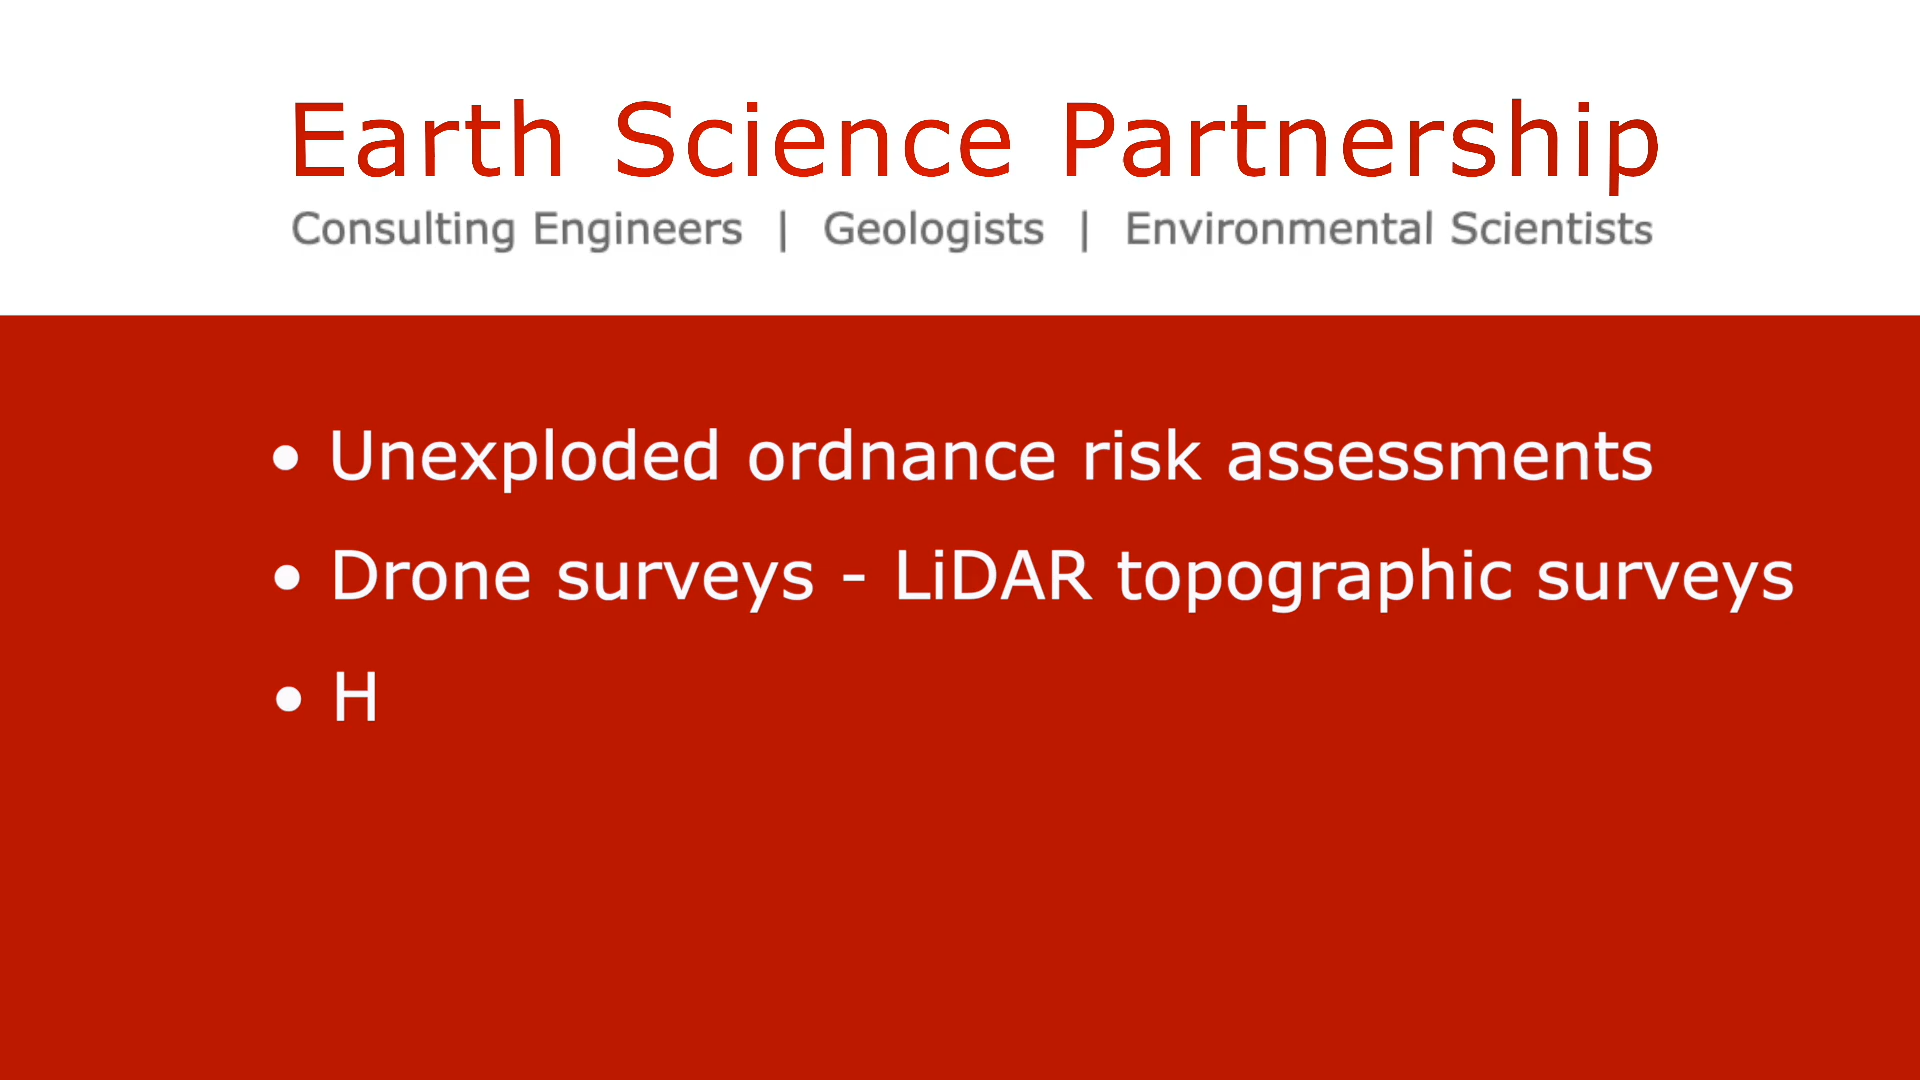 Earth Science Partnership
Consulting Engineers | Geologists | Environmental Scientists
• Unexploded ordnance risk assessments
• Drone surveys - LiDAR topographic surveys
• H